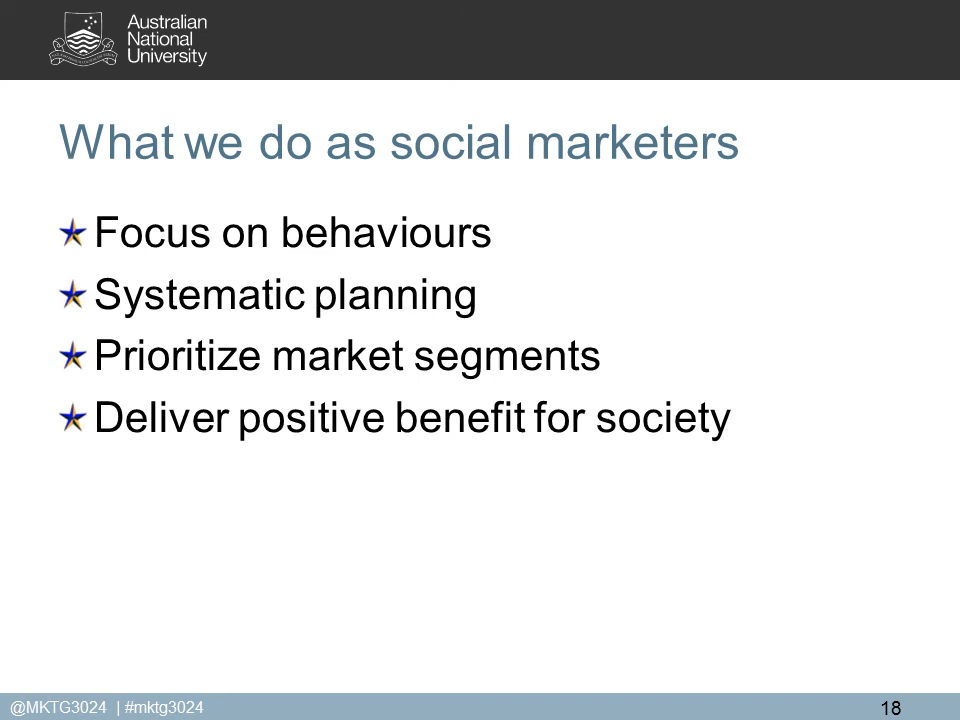 Australian
National
University
What we do as social marketers
Focus on behaviours
Systematic planning
Prioritize market segments
Deliver positive benefit for society
@MKTG3024 | #mktg3024
18